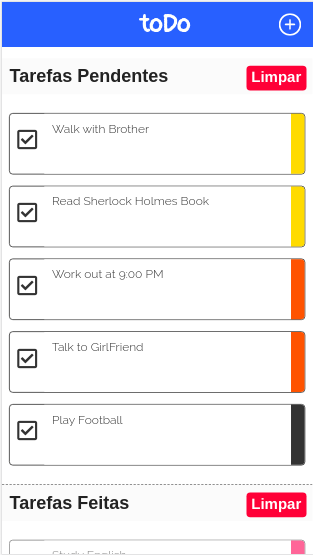 toDo
Tarefas Pendentes
Limpar
Walk with Brother
Read Sherlock Holmes Book
Work out at 9:00 PM
Talk to GirlFriend
Play Football
Tarefas Feitas
Limpar
Study English